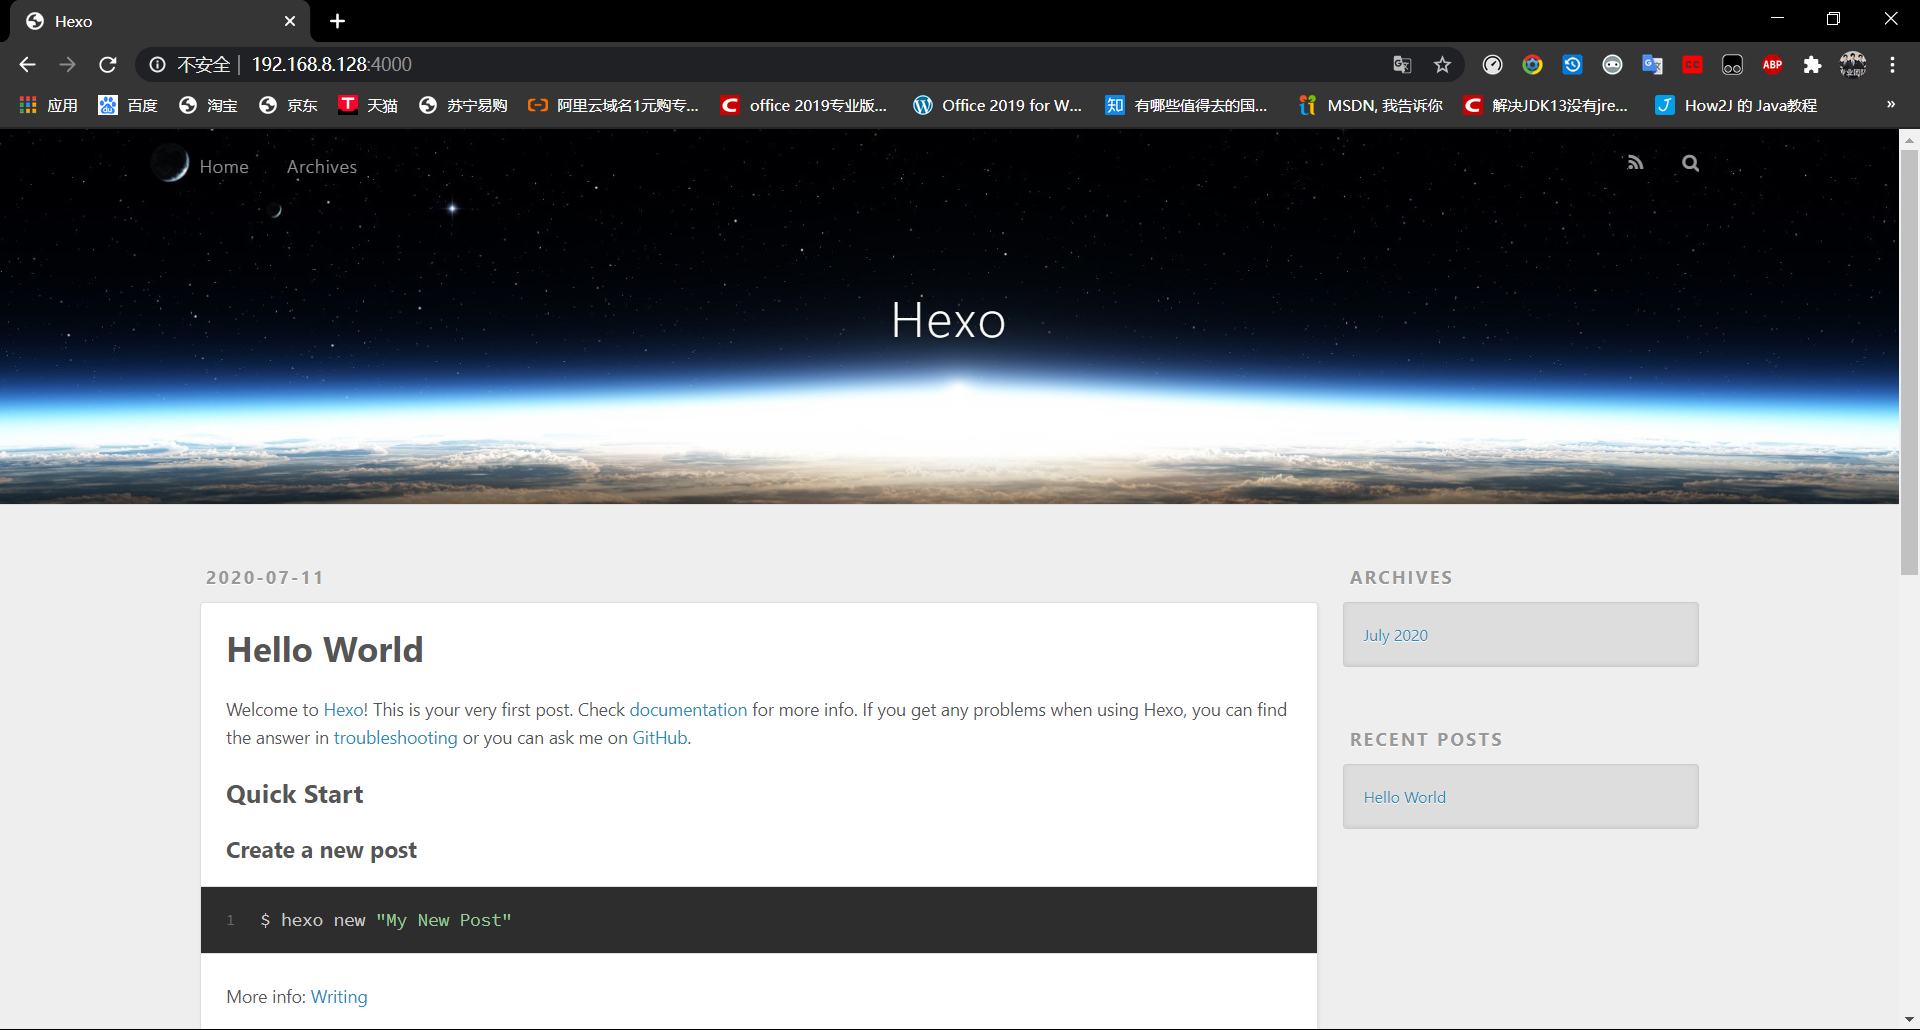 Hexo
不安全 | 192.168.8.128:4000
ABP
应用 百度 淘宝 京东 天猫 苏宁易购 阿里云域名1元购专... office 2019专业版... Office 2019 for W... 知 有哪些值得去的国... MSDN, 我告诉你 解决JDK13没有jre... How2J 的 Java教程 »
Home Archives
Hexo
2020-07-11
Hello World
Welcome to Hexo! This is your very first post. Check documentation for more info. If you get any problems when using Hexo, you can find
the answer in troubleshooting or you can ask me on GitHub.
Quick Start
Create a new post
1 $ hexo new "My New Post"
More info: Writing
ARCHIVES
July 2020
RECENT POSTS
Hello World